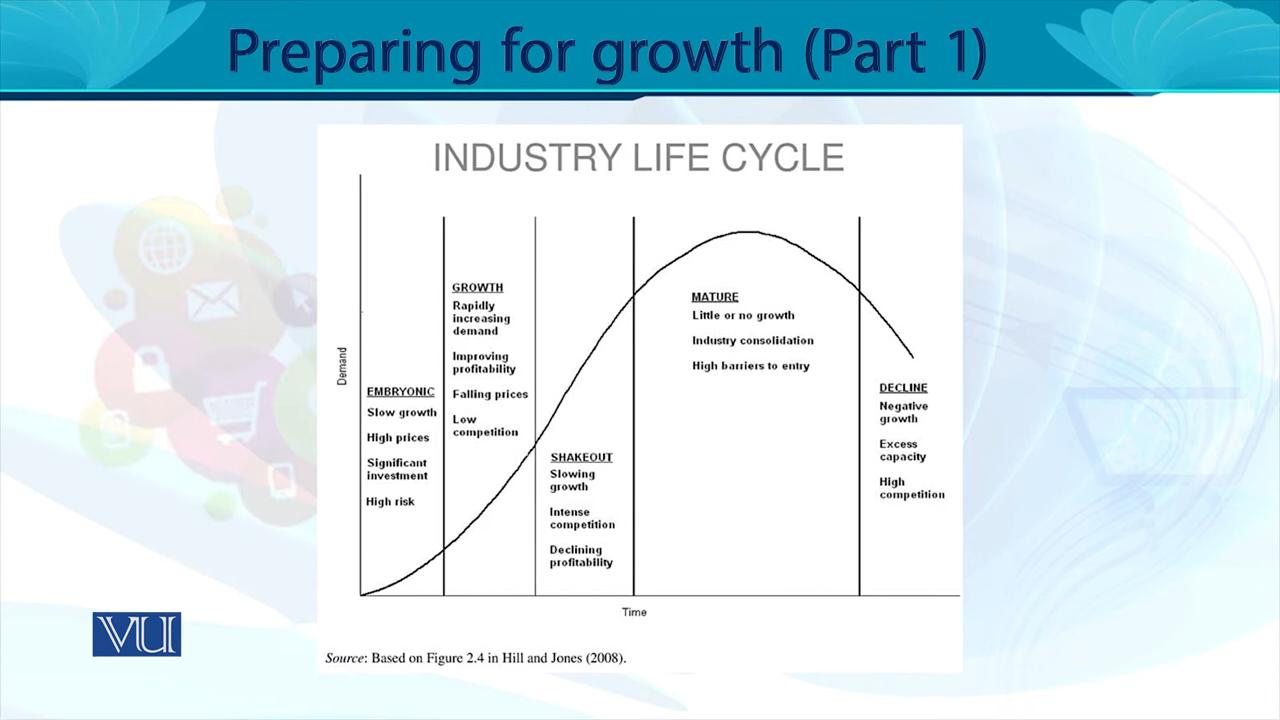 Preparing for growth (Part 1)
INDUSTRY LIFE CYCLE
Demand
EMBRYONIC
Slow growth
High prices
Significant
investment
High risk
GROWTH
Rapidly
increasing
demand
Improving
profitability
Falling prices
Low
competition
SHAKEOUT
Slowing
growth
Intense
competition
Declining
profitability
MATURE
Little or no growth
Industry consolidation
High barriers to entry
DECLINE
Negative
growth
Excess
capacity
High
competition
Time
VU
Source: Based on Figure 2.4 in Hill and Jones (2008).